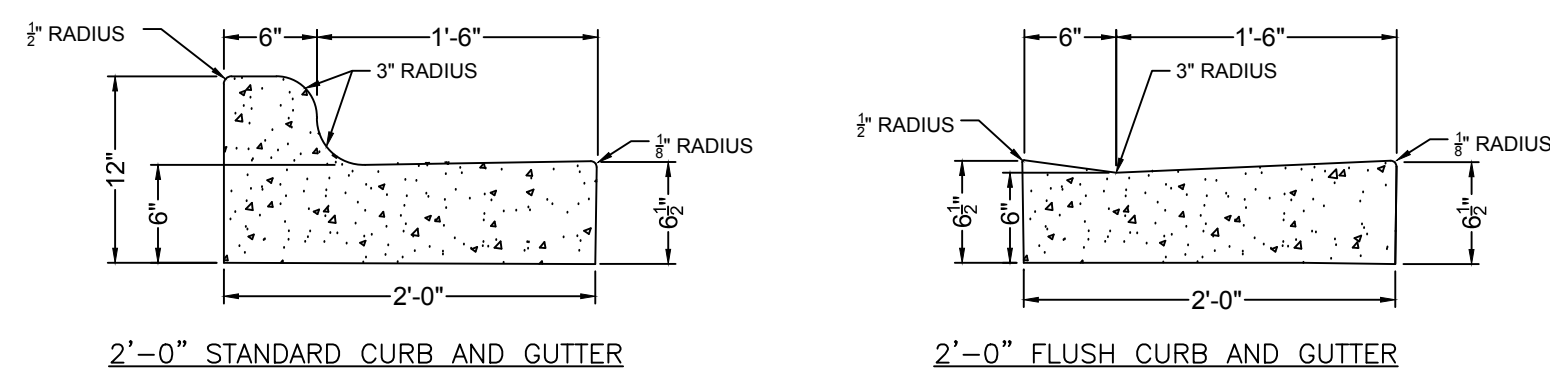 ½" RADIUS
6"
1'-6"
3" RADIUS
12"
6"
⅛" RADIUS
6½"
2'-0"
2'-0" STANDARD CURB AND GUTTER
6"
1'-6"
3" RADIUS
½" RADIUS
⅛" RADIUS
6½"
6"
6½"
2'-0"
2'-0" FLUSH CURB AND GUTTER